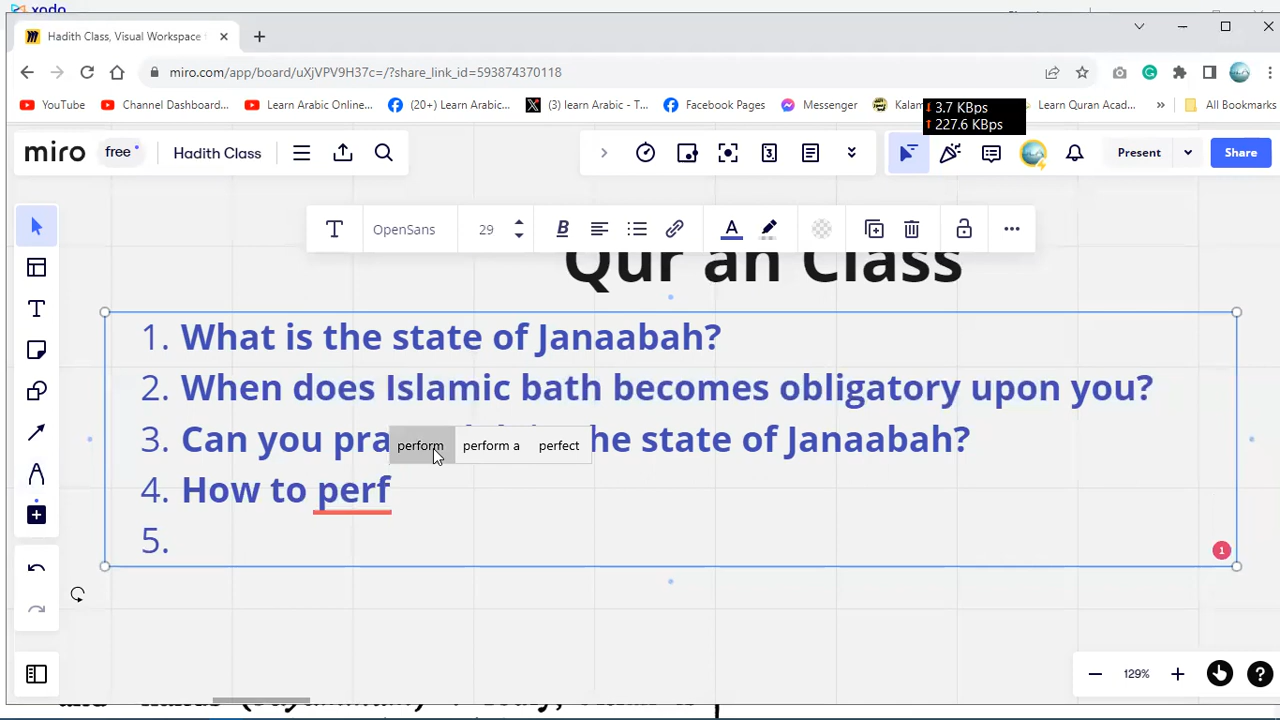 xodo
Hadith Class, Visual Workspace
miro.com/app/board/uXjVPV9H37c=/?share_link_id=593874370118
YouTube
Channel Dashboard...
Learn Arabic Online...
(20+) Learn Arabic...
(3) learn Arabic - T...
Facebook Pages
Messenger
Kalam
Learn Quran Acad...
»
All Bookmarks
3.7 KBps
227.6 KBps
miro
free
Hadith Class
3
Present
Share
OpenSans
29
B
A
Qur'an Class
1. What is the state of Janaabah?
2. When does Islamic bath becomes obligatory upon you?
3. Can you pra he state of Janaabah?
perform perform a perfect
4. How to perf
5.
1
129%